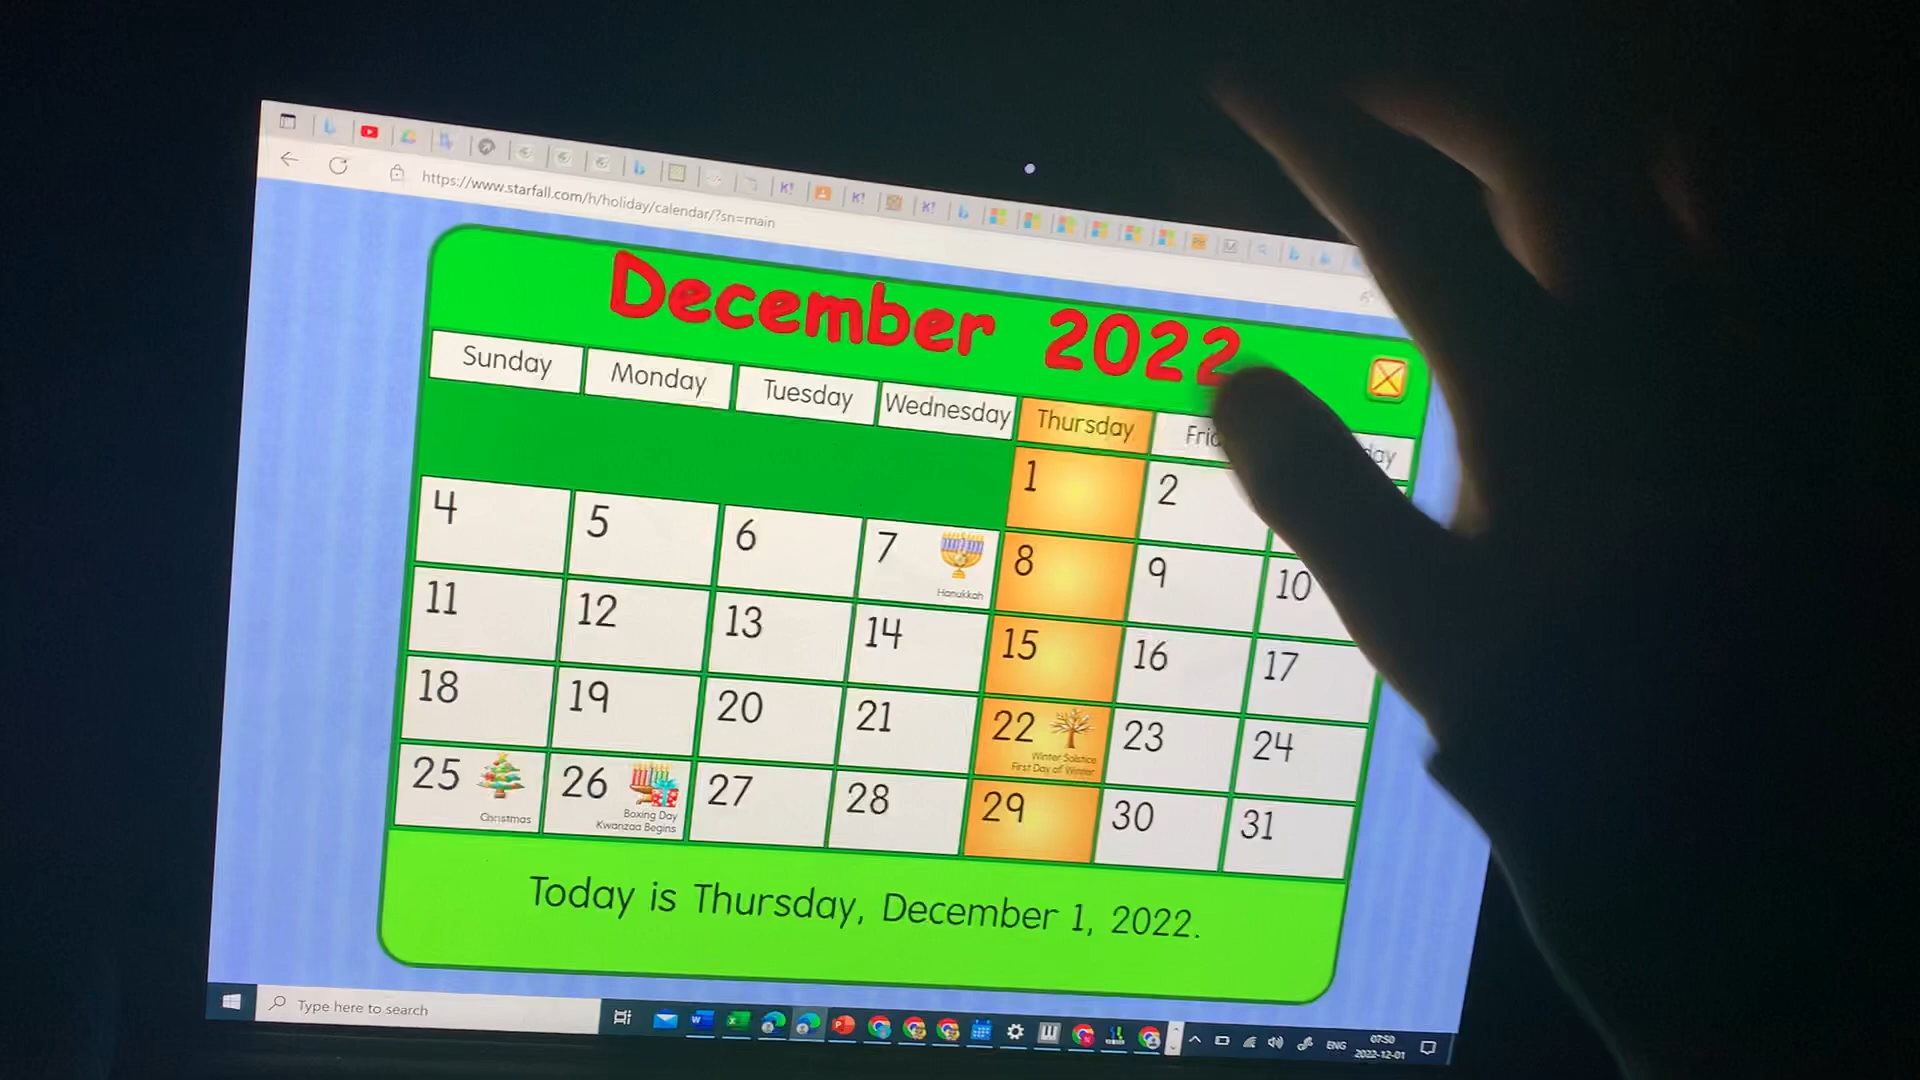 https://www.starfall.com/h/holiday/calendar/?sn=main
December 2022
Sunday Monday Tuesday Wednesday Thursday
1 2
4 5 6 7 8 9 10
Hanukkah
11 12 13 14 15 16 17
18 19 20 21 22 23 24
Winter Solstice
First Day of Winter
25 26 27 28 29 30 31
Christmas
Boxing Day
Kwanzaa Begins
Today is Thursday, December 1, 2022.
Type here to search
ENG
07:50
2022-12-01